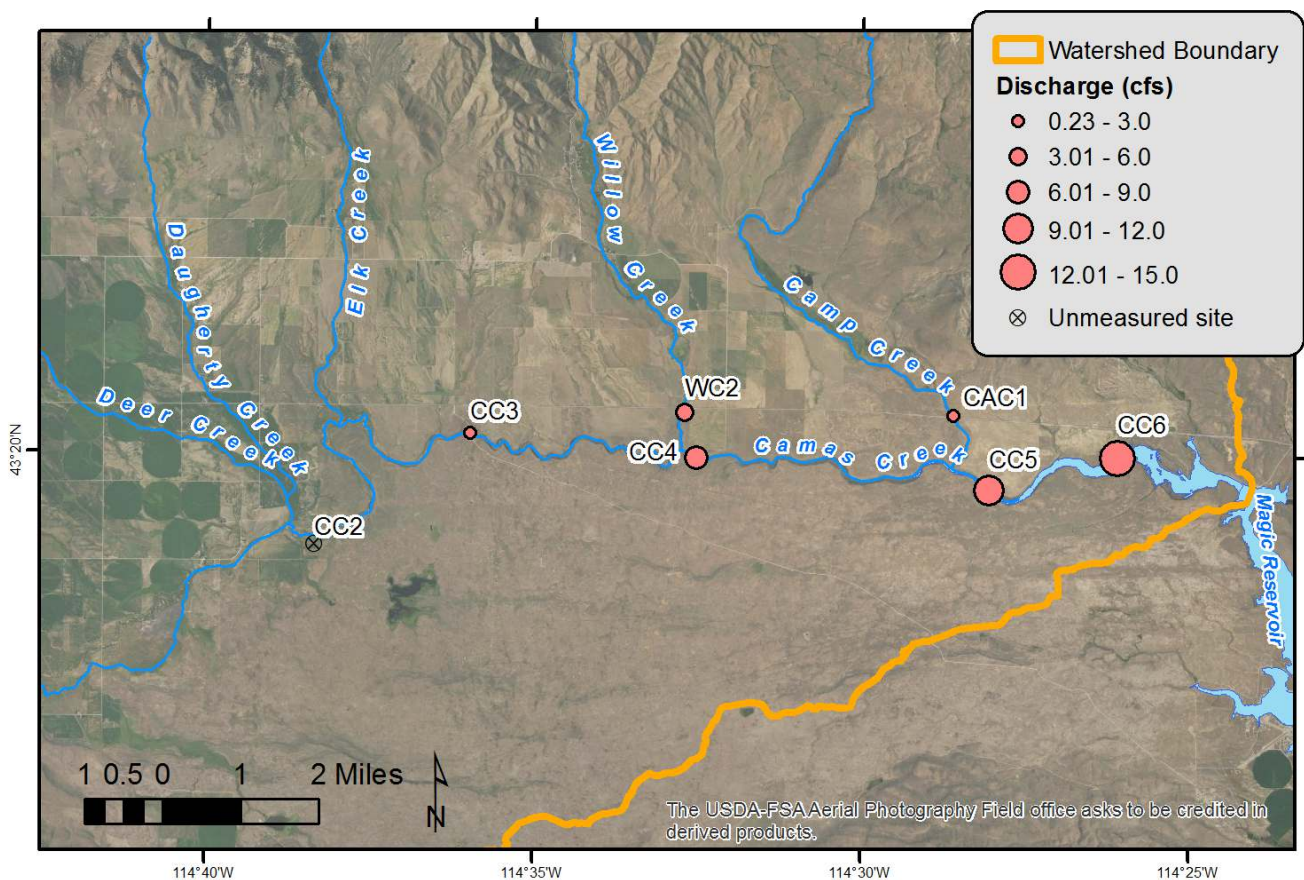 Watershed Boundary
Discharge (cfs)
0.23 - 3.0
3.01 - 6.0
6.01 - 9.0
9.01 - 12.0
12.01 - 15.0
Unmeasured site
Daugherty Creek
Elk Creek
Willow Creek
Camp Creek
Deer Creek
CC3
WC2
CAC1
CC4
Camas Creek
CC5
CC6
CC2
Magic Reservoir
43°20'N
1 0.5 0 1 2 Miles
N
The USDA-FSA Aerial Photography Field office asks to be credited in
derived products.
114°40'W
114°35'W
114°30'W
114°25'W